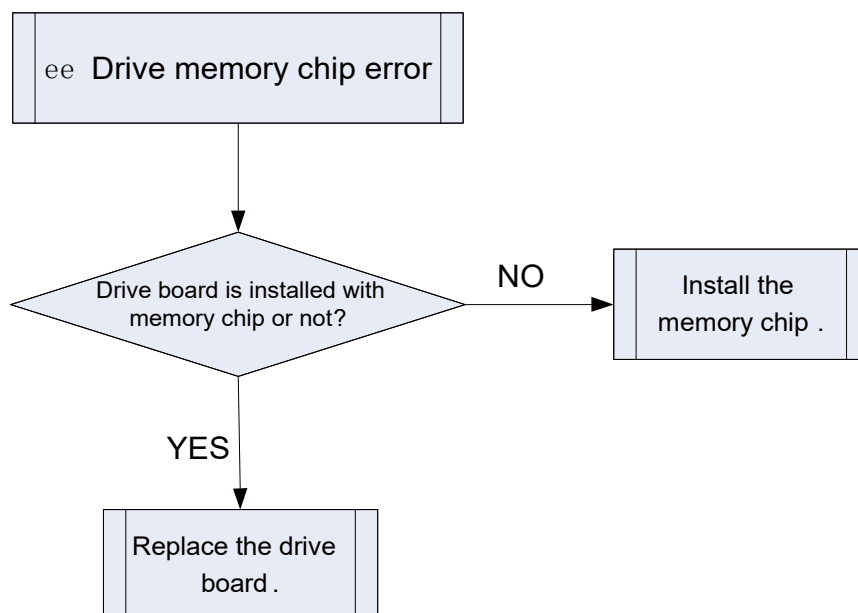 ee Drive memory chip error
Drive board is installed with
memory chip or not?
NO
Install the
memory chip .
YES
Replace the drive
board .